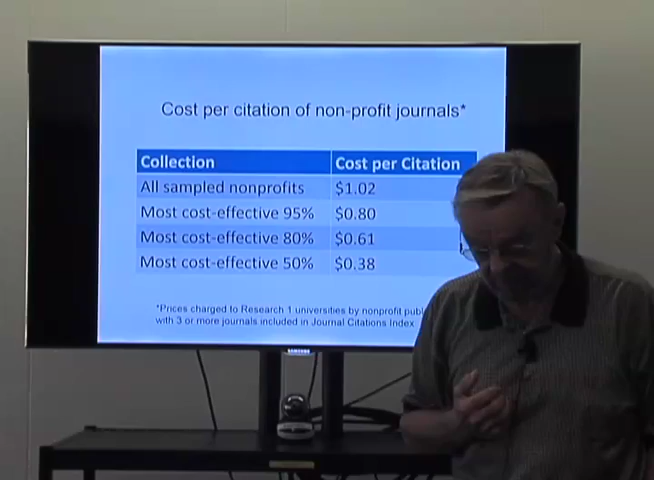 Cost per citation of non-profit journals*
Collection Cost per Citation
All sampled nonprofits $1.02
Most cost-effective 95% $0.80
Most cost-effective 80% $0.61
Most cost-effective 50% $0.38
*Prices charged to Research 1 universities by nonprofit
with 3 or more journals included in Journal Citations Index
SAMSUNG